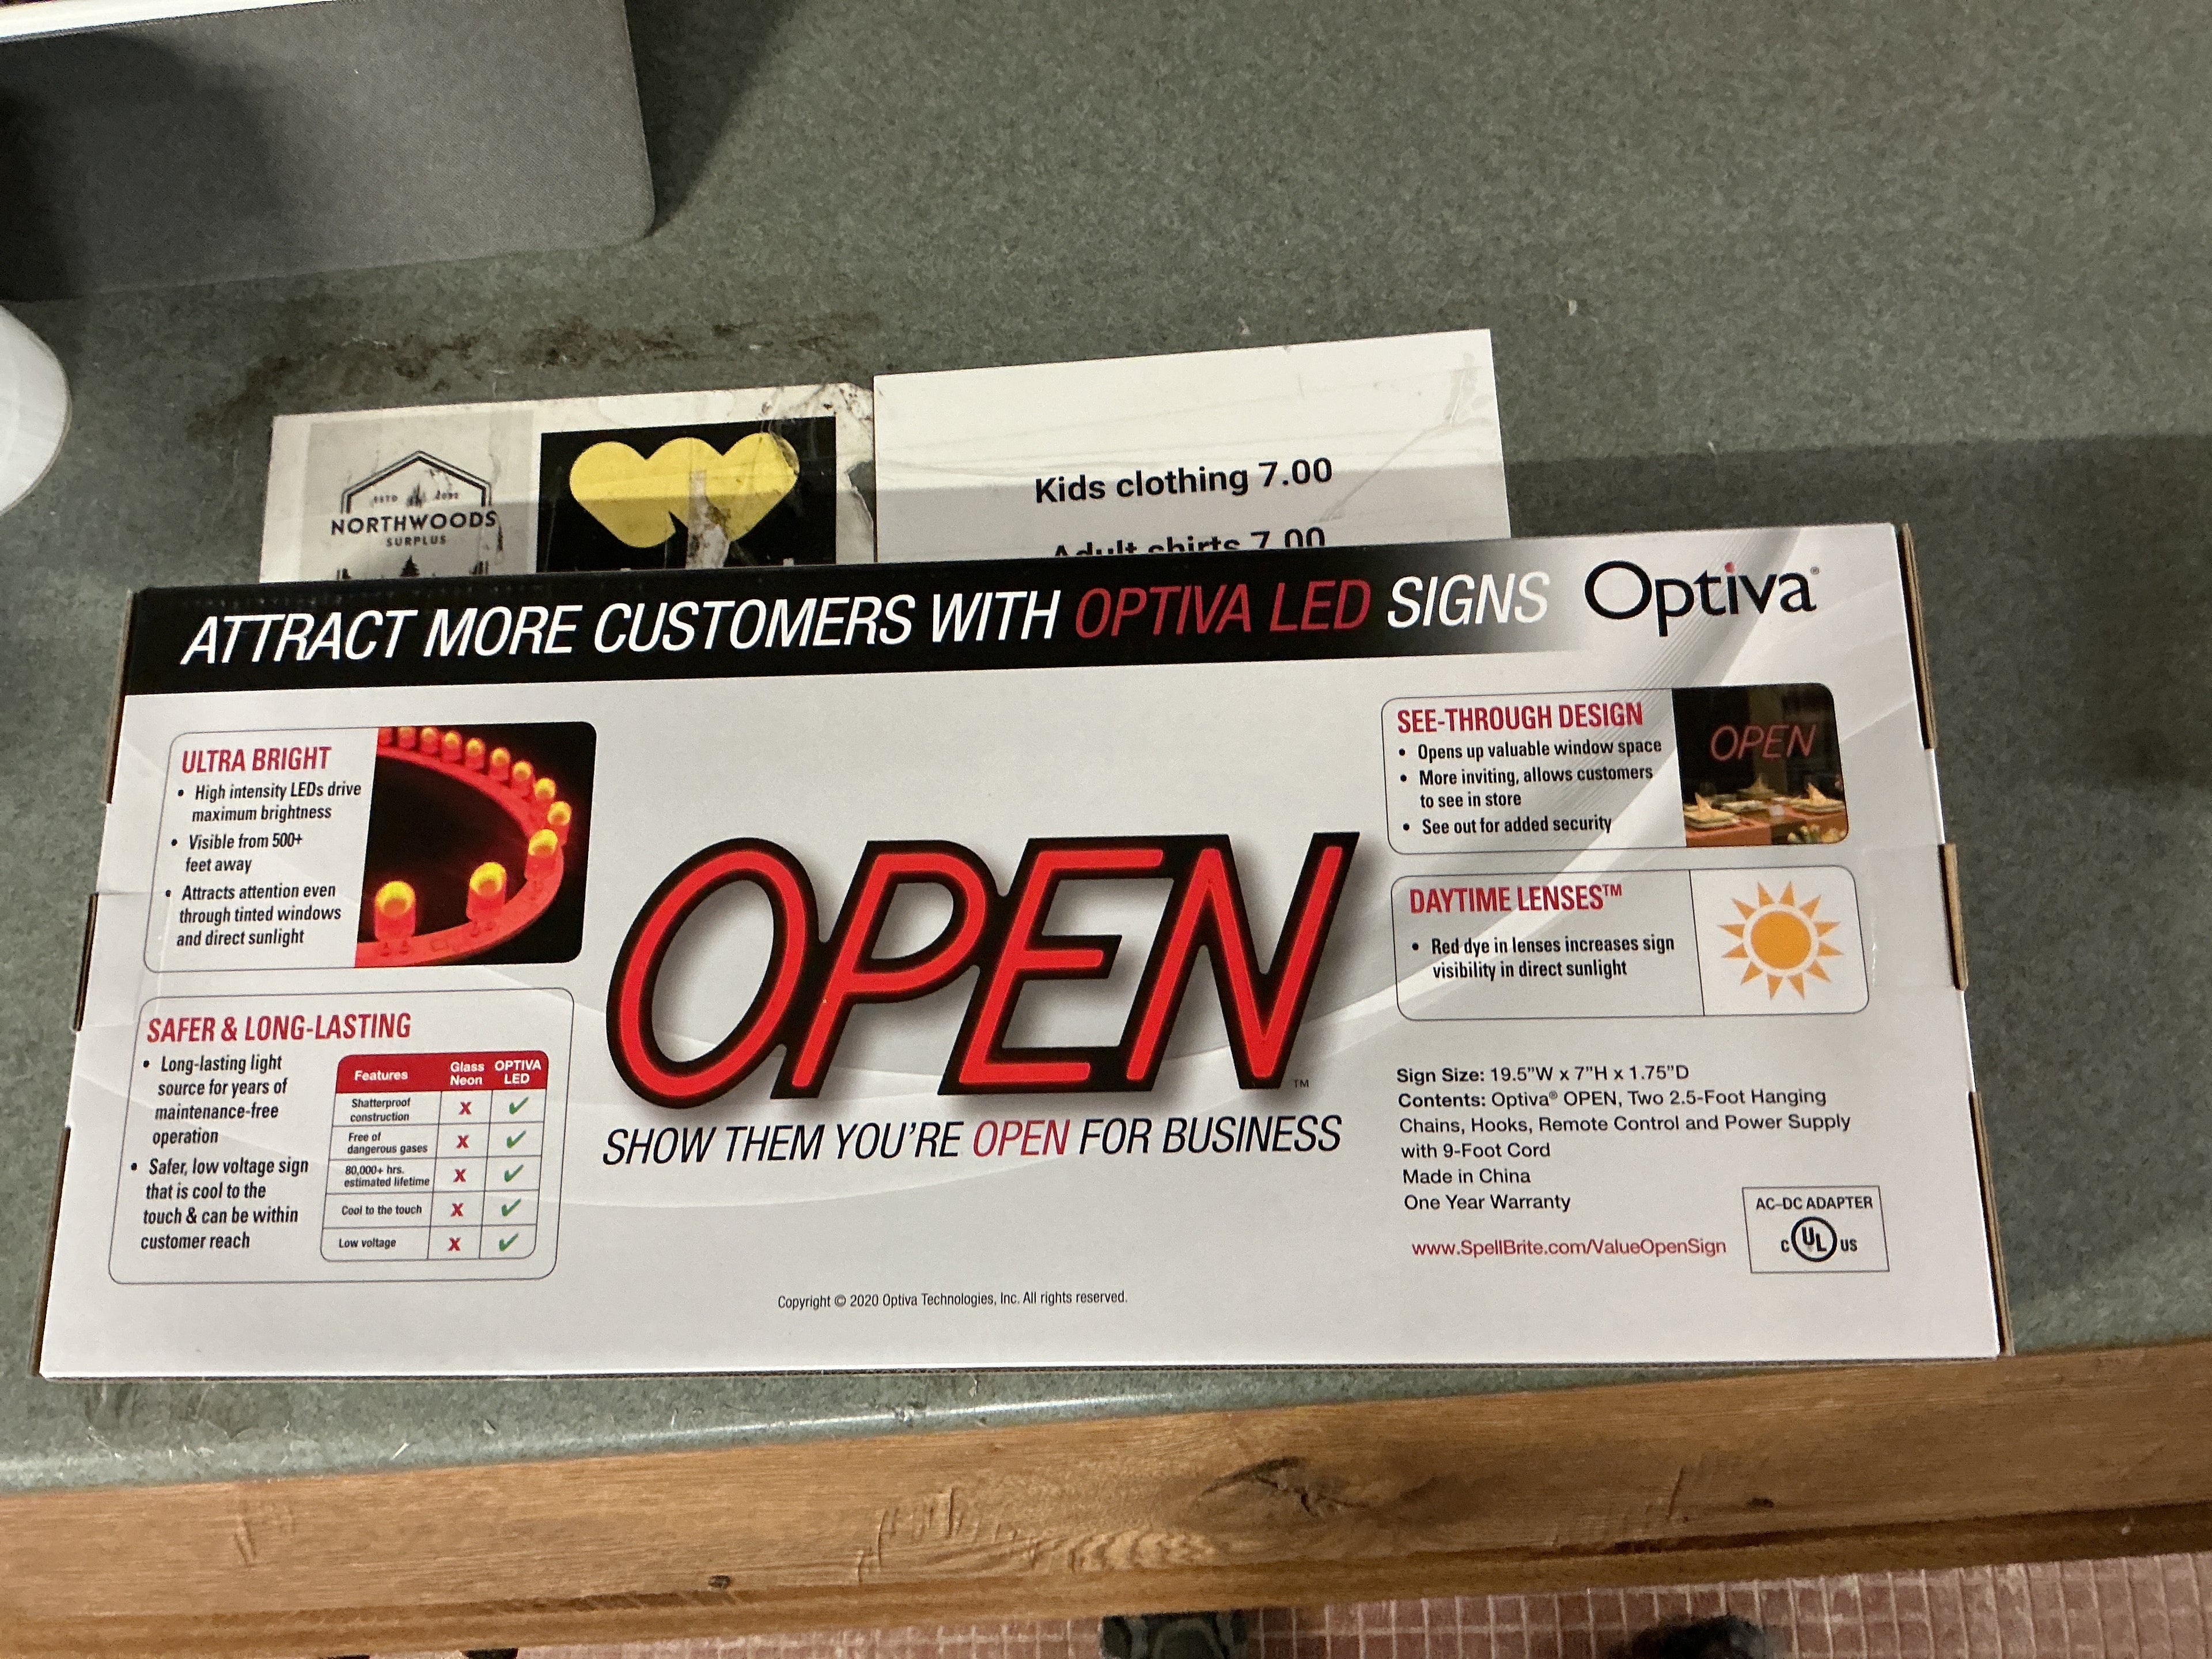 ESTD 2022
NORTHWOODS
SURPLUS
Kids clothing 7.00
Adult shirts 7.00
ATTRACT MORE CUSTOMERS WITH OPTIVA LED SIGNS
Optiva®
ULTRA BRIGHT
• High intensity LEDs drive
maximum brightness
• Visible from 500+
feet away
• Attracts attention even
through tinted windows
and direct sunlight
SAFER & LONG-LASTING
• Long-lasting light
source for years of
maintenance-free
operation
• Safer, low voltage sign
that is cool to the
touch & can be within
customer reach
Features Glass Neon OPTIVA LED
Shatterproof
construction X ✓
Free of
dangerous gases X ✓
80,000+ hrs.
estimated lifetime X ✓
Cool to the touch X ✓
Low voltage X ✓
OPEN™
SHOW THEM YOU'RE OPEN FOR BUSINESS
SEE-THROUGH DESIGN
• Opens up valuable window space
• More inviting, allows customers
to see in store
• See out for added security
OPEN
DAYTIME LENSES™
• Red dye in lenses increases sign
visibility in direct sunlight
Sign Size: 19.5"W x 7"H x 1.75"D
Contents: Optiva® OPEN, Two 2.5-Foot Hanging
Chains, Hooks, Remote Control and Power Supply
with 9-Foot Cord
Made in China
One Year Warranty
www.SpellBrite.com/ValueOpenSign
AC-DC ADAPTER
C UL US
Copyright © 2020 Optiva Technologies, Inc. All rights reserved.